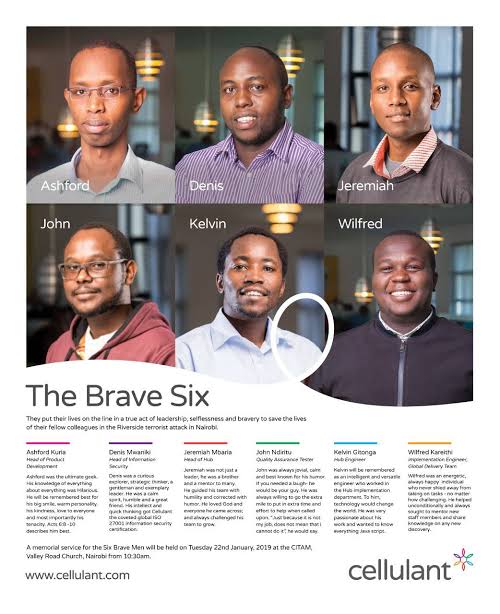 Ashford
Denis
Jeremiah
John
Kelvin
Wilfred
The Brave Six
They put their lives on the line in a true act of leadership, selflessness and bravery to save the lives
of their fellow colleagues in the Riverside terrorist attack in Nairobi.
Ashford Kuria
Head of Product
Development
Ashford was the ultimate geek.
His knowledge of everything
about everything was Hilarious.
He will be remembered best for
his big smile, warm personality,
his kindness, love to everyone
and most importantly his
tenacity. Acts, 6:8 -10
describes him best.
Denis Mwaniki
Head of Information
Security
Denis was a curious
explorer, strategic thinker, a
gentleman and exemplary
leader. He was a calm
spirit, humble and a great
friend. His intellect and
quick thinking got Cellulant
the coveted global ISO
27001 information security
certification.
Jeremiah Mbaria
Head of Hub
Jeremiah was not just a
leader, he was a brother
and a mentor to many.
He guided his team with
humility and corrected with
humor. He loved God and
everyone he came across;
and always challenged his
team to grow.
John Ndiritu
Quality Assurance Tester
John was always jovial, calm
and best known for his humor.
If you needed a laugh- he
would be your guy. He was
always willing to go the extra
mile to put in extra time and
effort to help when called
out. "Just because it is not
my job, does not mean that I
cannot do it", he would say.
Kelvin Gitonga
Hub Engineer
Kelvin will be remembered
as an intelligent and versatile
engineer who worked in
the Hub implementation
department. To him,
technology would change
the world. He was very
passionate about his
work and wanted to know
everything Java script.
Wilfred Kareithi
Implementation Engineer,
Global Delivery Team
Wilfred was an energetic,
always happy individual
who never shied away from
taking on tasks - no matter
how challenging. He helped
unconditionally and always
sought to mentor new
staff members and share
knowledge on any new
discovery.
A memorial service for the Six Brave Men will be held on Tuesday 22nd January, 2019 at the CITAM,
Valley Road Church, Nairobi from 10:30am.
www.cellulant.com
cellulant